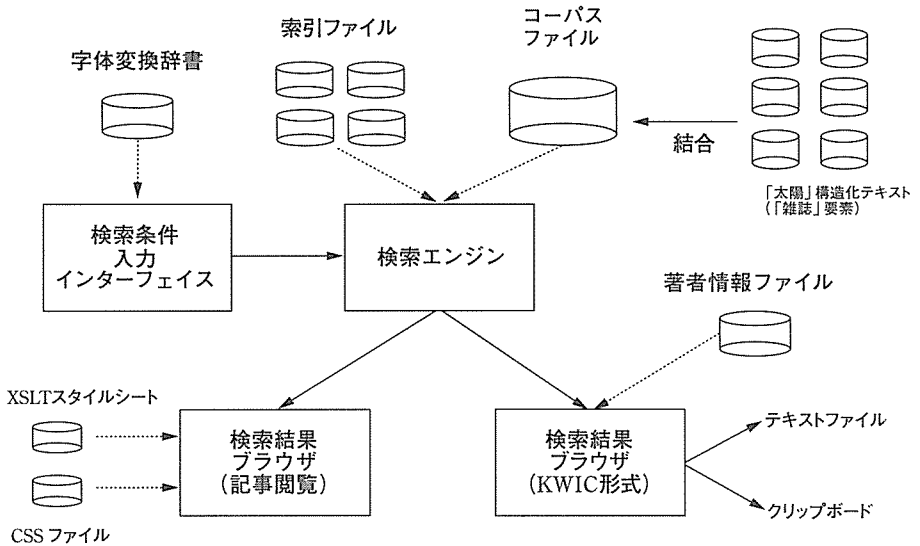 コーパス
ファイル
索引ファイル
字体変換辞書
結合
「太陽」構造化テキスト
(「雑誌」要素)
検索条件
入力
インターフェイス
検索エンジン
著者情報ファイル
XSLTスタイルシート
検索結果
ブラウザ
(記事閲覧)
検索結果
ブラウザ
(KWIC形式)
テキストファイル
クリップボード
CSS ファイル